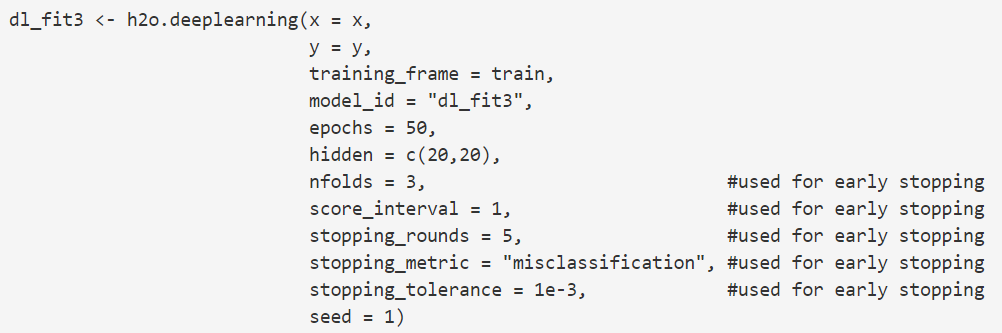 dl_fit3 <- h2o.deeplearning(x = x,
y = y,
training_frame = train,
model_id = "dl_fit3",
epochs = 50,
hidden = c(20,20),
nfolds = 3, #used for early stopping
score_interval = 1, #used for early stopping
stopping_rounds = 5, #used for early stopping
stopping_metric = "misclassification", #used for early stopping
stopping_tolerance = 1e-3, #used for early stopping
seed = 1)